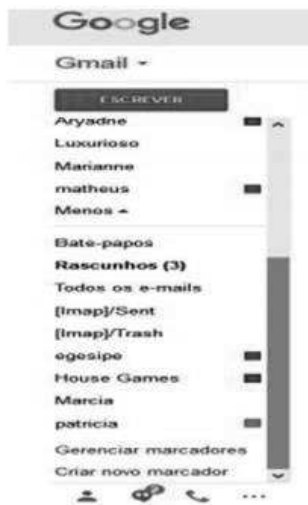 Google
Gmail
ESCREVER
Aryadne
Luxurioso
Marianne
matheus
Menos
Bate-papos
Rascunhos (3)
Todos os e-mails
[Imap]/Sent
[Imap]/Trash
egesipe
House Games
Marcia
patricia
Gerenciar marcadores
Criar novo marcador